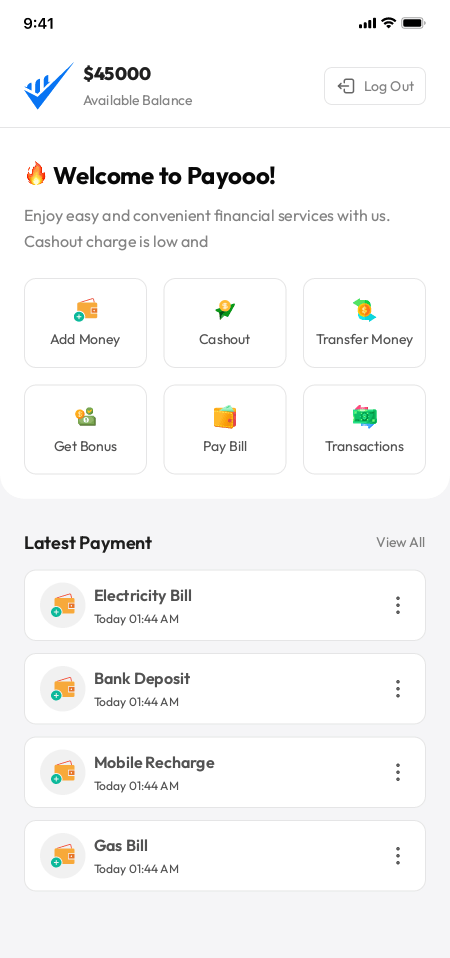 9:41
$45000
Available Balance
Log Out
Welcome to Payooo!
Enjoy easy and convenient financial services with us.
Cashout charge is low and
Add Money
Cashout
Transfer Money
Get Bonus
Pay Bill
Transactions
Latest Payment
View All
Electricity Bill
Today 01:44 AM
Bank Deposit
Today 01:44 AM
Mobile Recharge
Today 01:44 AM
Gas Bill
Today 01:44 AM